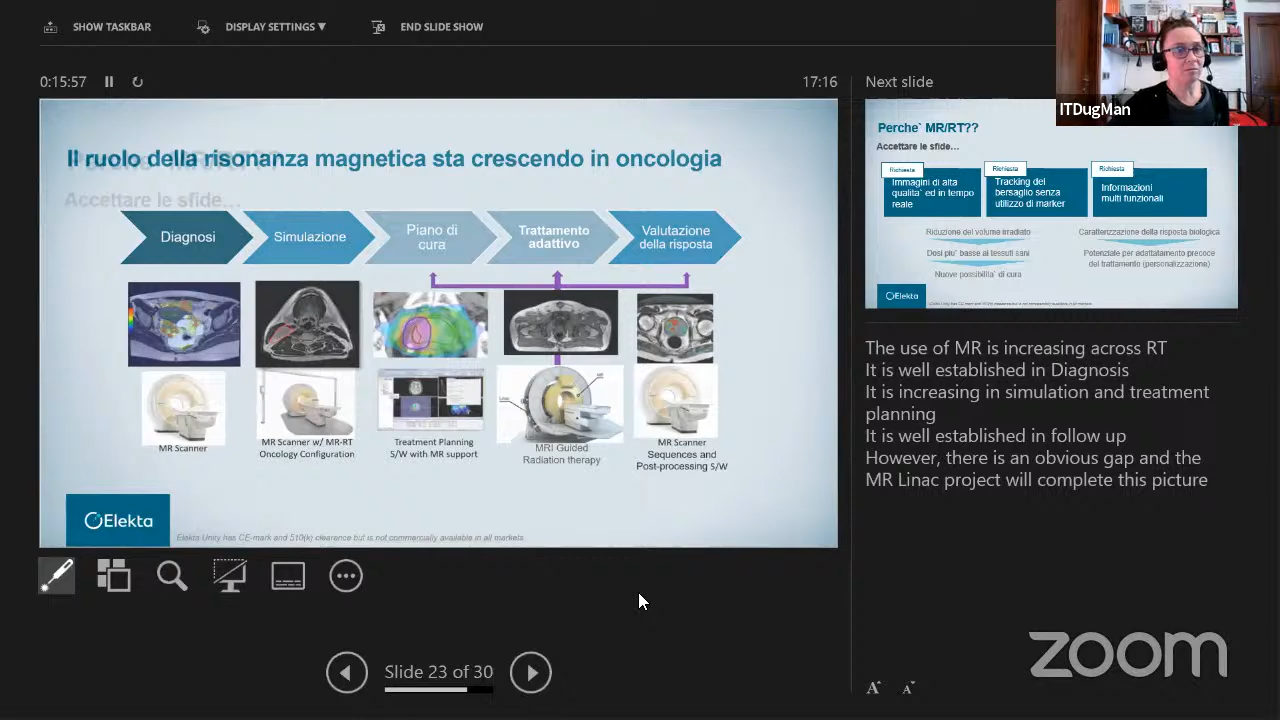 SHOW TASKBAR
DISPLAY SETTINGS ▼
END SLIDE SHOW
0:15:57
17:16
Il ruolo della risonanza magnetica sta crescendo in oncologia
Accettare le sfide...
Diagnosi
Simulazione
Piano di
cura
Trattamento
adattivo
Valutazione
della risposta
MR Scanner
MR Scanner w/ MR-RT
Oncology Configuration
Treatment Planning
S/W with MR support
MRI Guided
Radiation therapy
MR Scanner
Sequences and
Post-processing S/W
Elekta
Elekta Unity has CE-mark and 510(k) clearance but is not commercially available in all markets.
Slide 23 of 30
Next slide
ITDugMan
Perche` MR/RT??
Accettare le sfide...
Richiesta
Immagini di alta
qualita` ed in tempo
reale
Richiesta
Tracking del
bersaglio senza
utilizzo di marker
Richiesta
Informazioni
multi funzionali
Riduzione del volume irradiato
Dosi piu` basse ai tessuti sani
Nuove possibilita` di cura
Caratterizzazione della risposta biologica
Potenziale per adattatamento precoce
del trattamento (personalizzazione)
Elekta
The use of MR is increasing across RT
It is well established in Diagnosis
It is increasing in simulation and treatment
planning
It is well established in follow up
However, there is an obvious gap and the
MR Linac project will complete this picture
A A
zoom